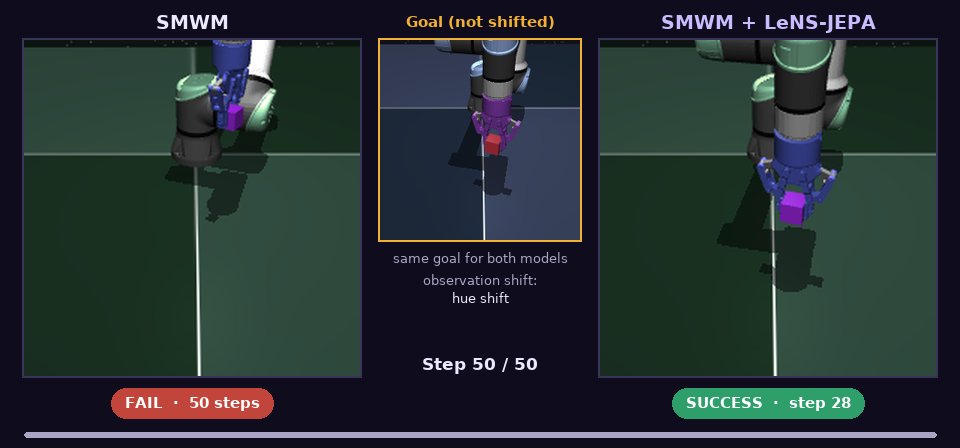 SMWM
Goal (not shifted)
SMWM + LeNS-JEPA
same goal for both models
observation shift:
hue shift
Step 50 / 50
FAIL · 50 steps
SUCCESS · step 28